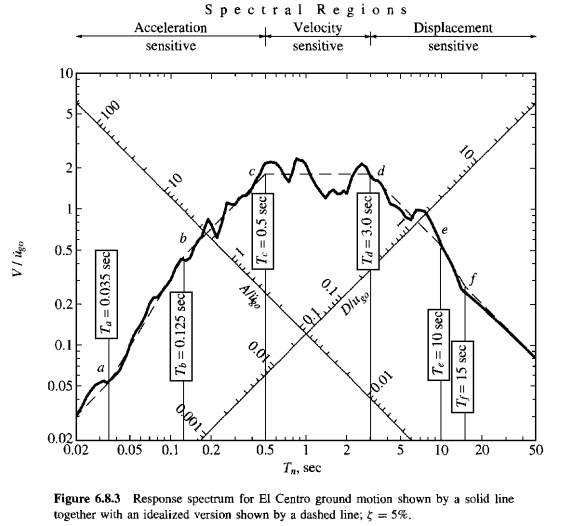 Spectral Regions
Acceleration sensitive
Velocity sensitive
Displacement sensitive
V / u̇go
10
5
2
1
0.5
0.2
0.1
0.05
0.02
100
10
1
A/ügo
0.1
0.01
10
1
0.1
D/ugo
0.01
0.001
a
b
c
d
e
f
Ta = 0.035 sec
Tb = 0.125 sec
Tc = 0.5 sec
Td = 3.0 sec
Te = 10 sec
Tf = 15 sec
0.02 0.05 0.1 0.2 0.5 1 2 5 10 20 50
Tn, sec
Figure 6.8.3 Response spectrum for El Centro ground motion shown by a solid line
together with an idealized version shown by a dashed line; ζ = 5%.